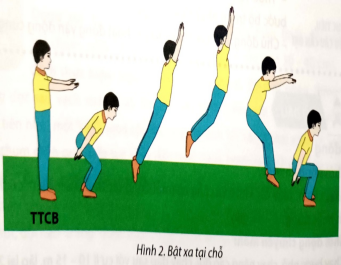 TTCB
Hình 2. Bật xa tại chỗ